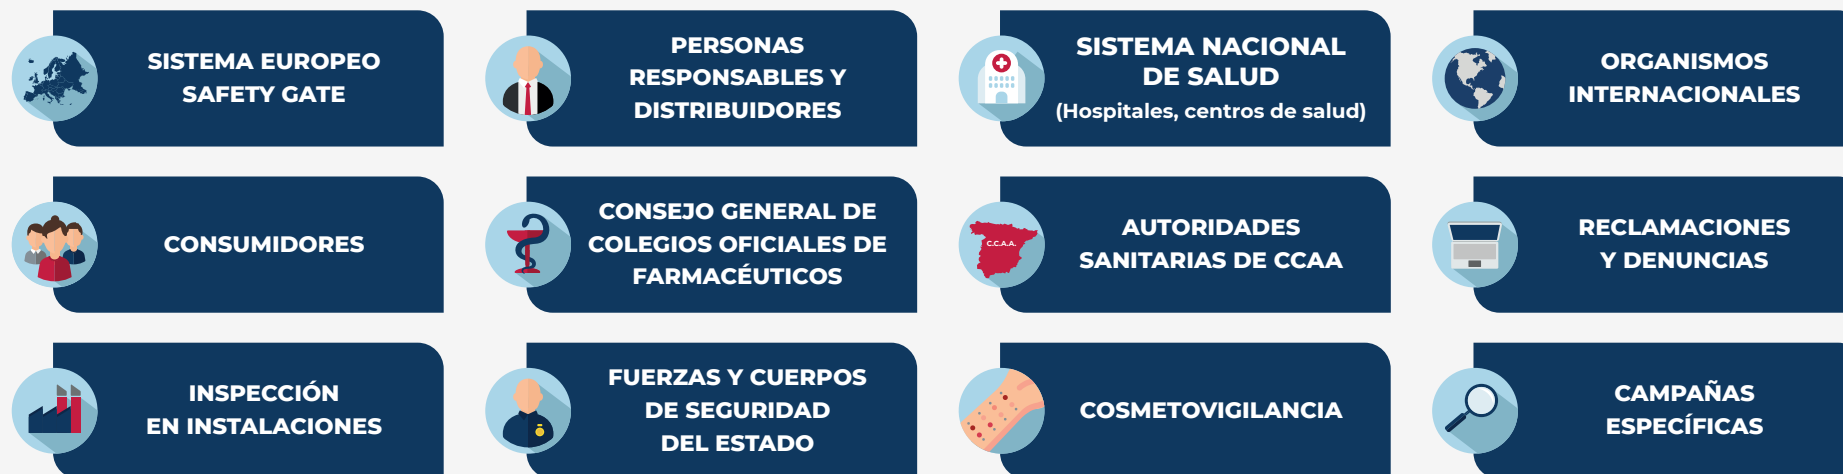 SISTEMA EUROPEO
SAFETY GATE
PERSONAS
RESPONSABLES Y
DISTRIBUIDORES
SISTEMA NACIONAL
DE SALUD
(Hospitales, centros de salud)
ORGANISMOS
INTERNACIONALES
CONSUMIDORES
CONSEJO GENERAL DE
COLEGIOS OFICIALES DE
FARMACÉUTICOS
C.C.A.A.
AUTORIDADES
SANITARIAS DE CCAA
RECLAMACIONES
Y DENUNCIAS
INSPECCIÓN
EN INSTALACIONES
FUERZAS Y CUERPOS
DE SEGURIDAD
DEL ESTADO
COSMETOVIGILANCIA
CAMPAÑAS
ESPECÍFICAS